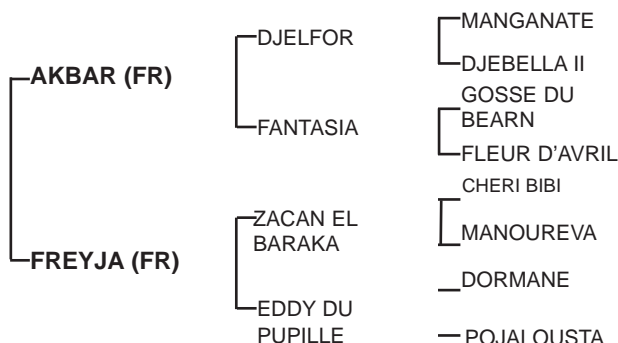 MANGANATE
DJELFOR
DJEBELLA II
AKBAR (FR)
GOSSE DU
BEARN
FANTASIA
FLEUR D'AVRIL
CHERI BIBI
ZACAN EL
BARAKA
MANOUREVA
FREYJA (FR)
DORMANE
EDDY DU
PUPILLE
POJALOUSTA